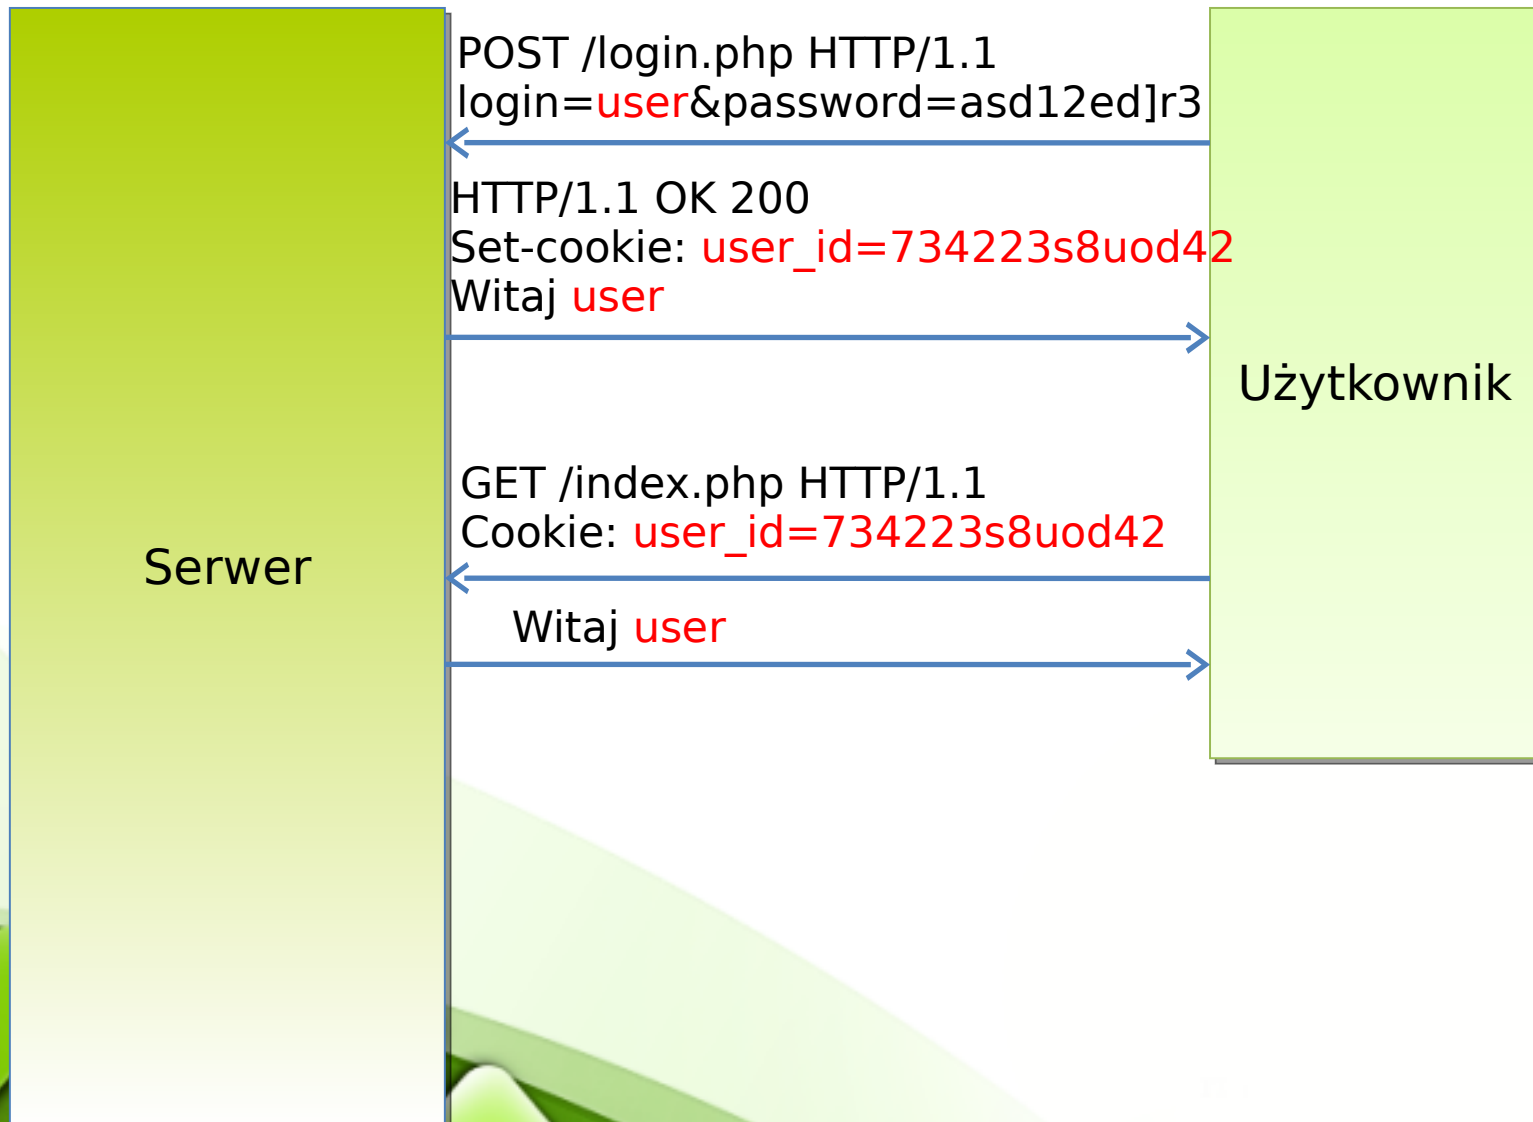 POST /login.php HTTP/1.1
login=user&password=asd12ed]r3
HTTP/1.1 OK 200
Set-cookie: user_id=734223s8uod42
Witaj user
Użytkownik
GET /index.php HTTP/1.1
Cookie: user_id=734223s8uod42
Serwer
Witaj user